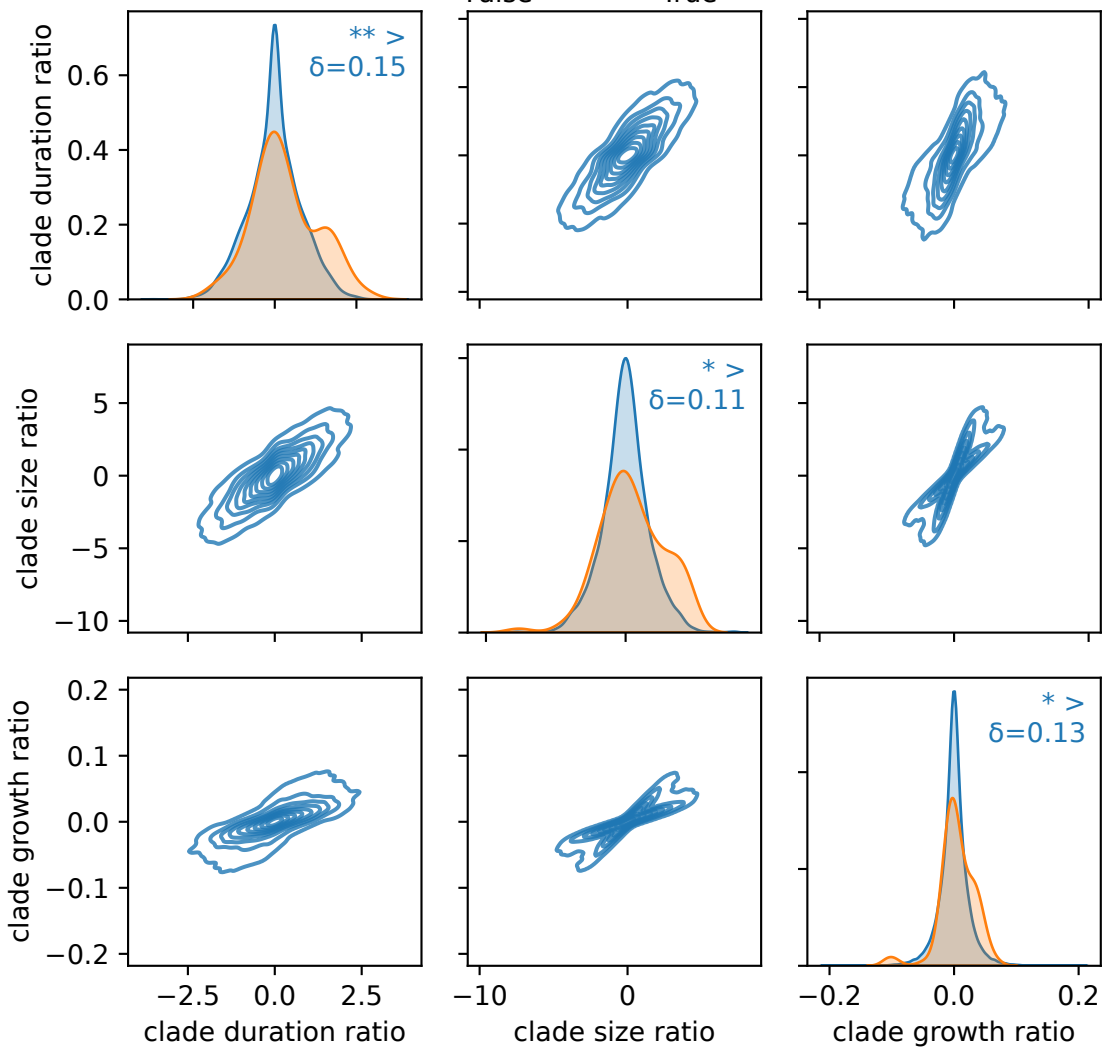 False True
clade duration ratio
0.6
0.4
0.2
0.0
** >
δ=0.15
clade size ratio
5
0
−5
−10
* >
δ=0.11
clade growth ratio
0.2
0.1
0.0
−0.1
−0.2
* >
δ=0.13
−2.5 0.0 2.5
−10 0
−0.2 0.0 0.2
clade duration ratio
clade size ratio
clade growth ratio